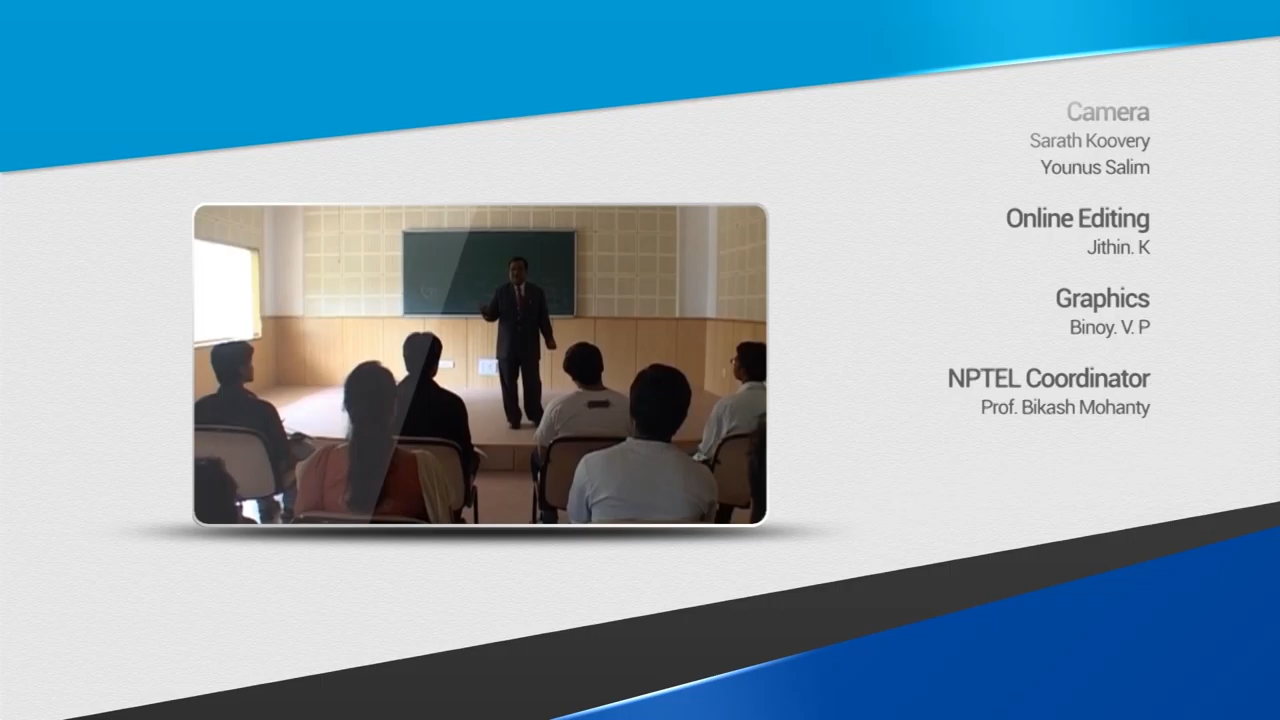 Camera
Sarath Koovery
Younus Salim
Online Editing
Jithin. K
Graphics
Binoy. V. P
NPTEL Coordinator
Prof. Bikash Mohanty